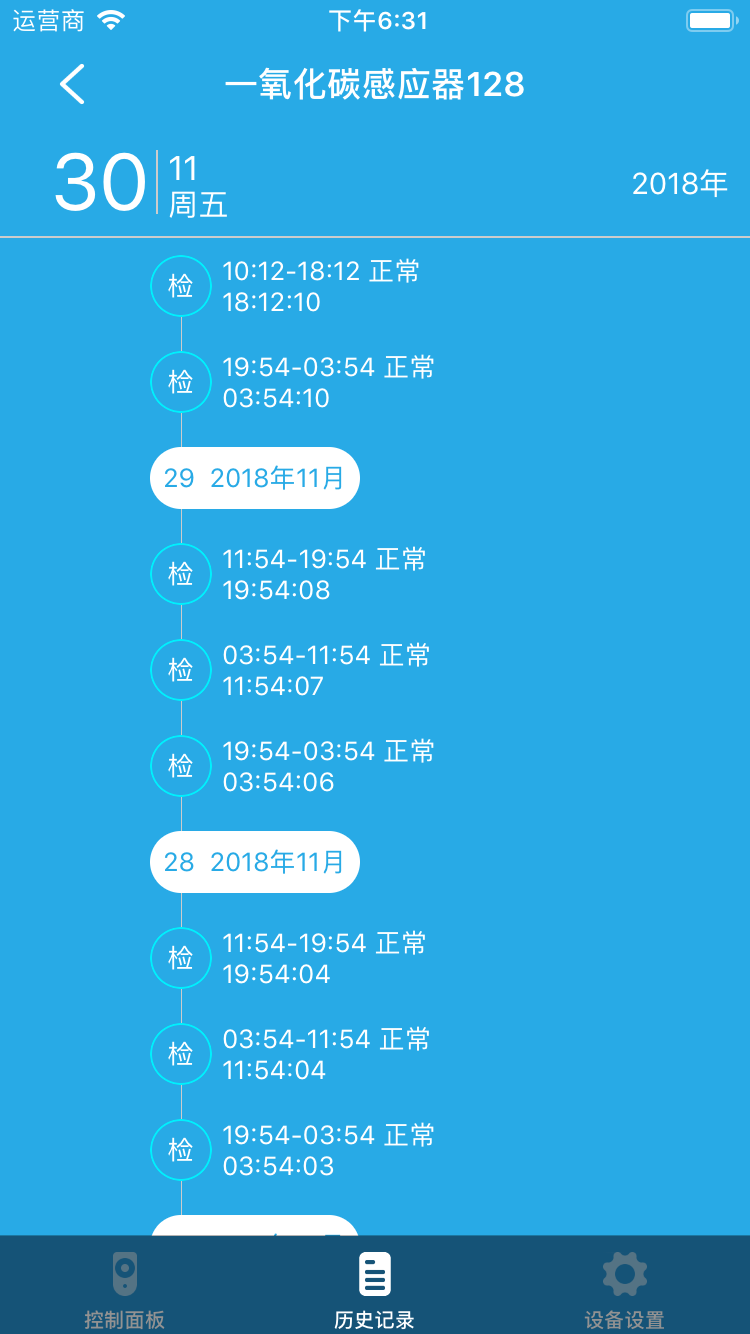 运营商 下午6:31
一氧化碳感应器128
30 11
周五
2018年
检 10:12-18:12 正常
18:12:10
检 19:54-03:54 正常
03:54:10
29 2018年11月
检 11:54-19:54 正常
19:54:08
检 03:54-11:54 正常
11:54:07
检 19:54-03:54 正常
03:54:06
28 2018年11月
检 11:54-19:54 正常
19:54:04
检 03:54-11:54 正常
11:54:04
检 19:54-03:54 正常
03:54:03
控制面板 历史记录 设备设置